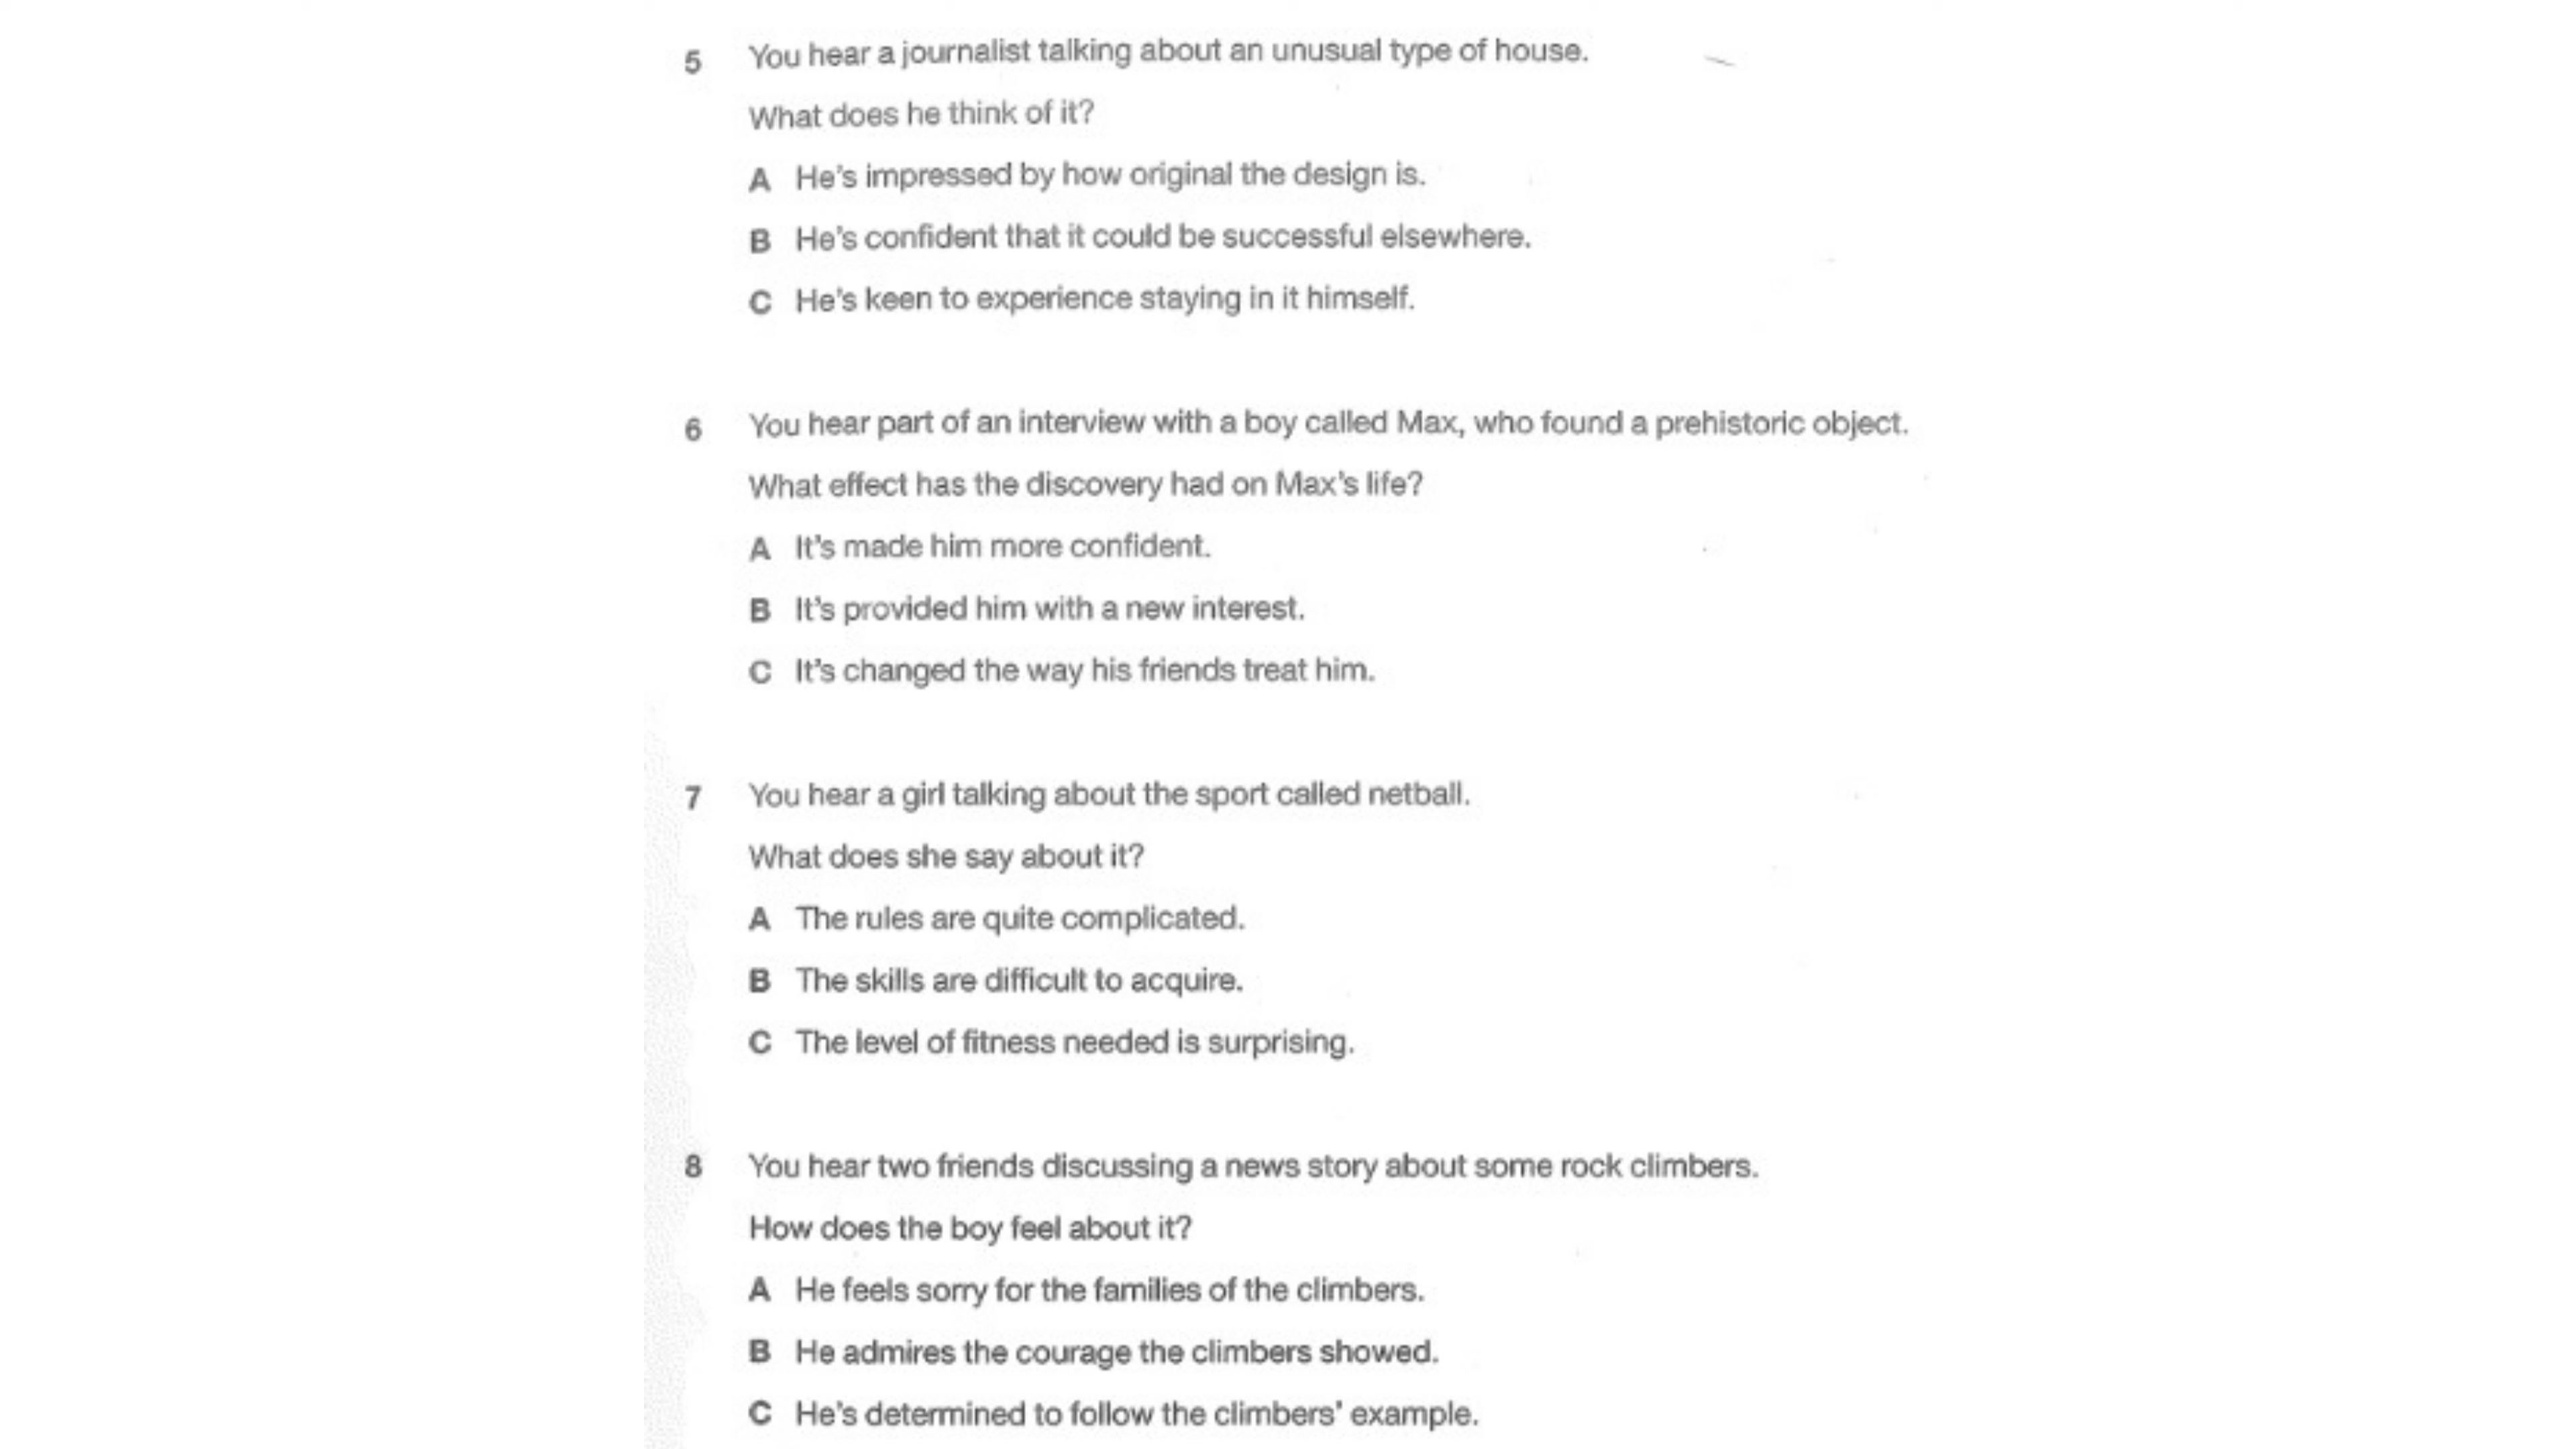 5 You hear a journalist talking about an unusual type of house.
What does he think of it?
A He's impressed by how original the design is.
B He's confident that it could be successful elsewhere.
C He's keen to experience staying in it himself.
6 You hear part of an interview with a boy called Max, who found a prehistoric object.
What effect has the discovery had on Max's life?
A It's made him more confident.
B It's provided him with a new interest.
C It's changed the way his friends treat him.
7 You hear a girl talking about the sport called netball.
What does she say about it?
A The rules are quite complicated.
B The skills are difficult to acquire.
C The level of fitness needed is surprising.
8 You hear two friends discussing a news story about some rock climbers.
How does the boy feel about it?
A He feels sorry for the families of the climbers.
B He admires the courage the climbers showed.
C He's determined to follow the climbers' example.